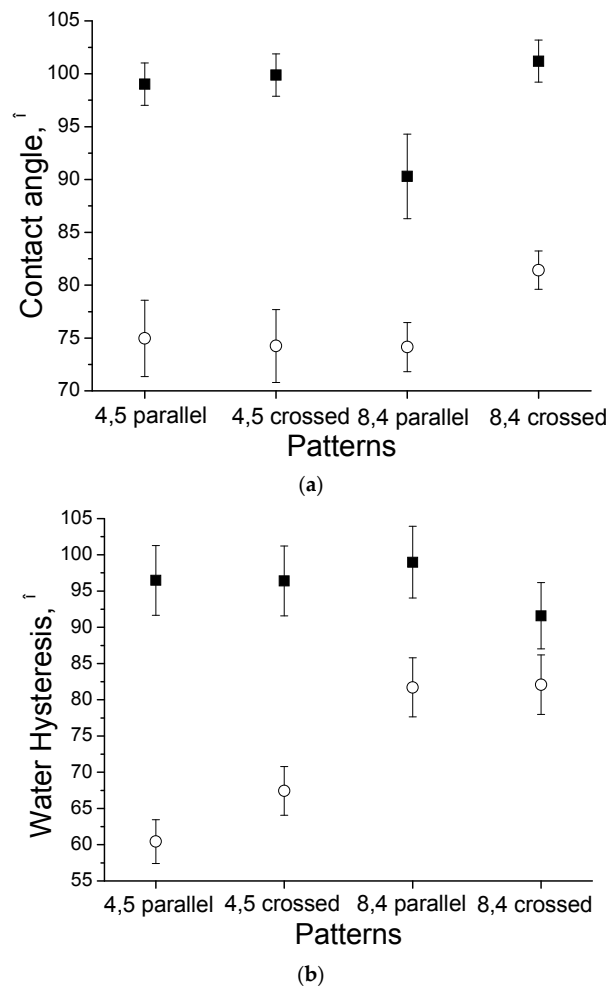 105
100
95
90
85
80
75
70
Contact angle, î
4,5 parallel 4,5 crossed 8,4 parallel 8,4 crossed
Patterns
(a)
105
100
95
90
85
80
75
70
65
60
55
Water Hysteresis, î
4,5 parallel 4,5 crossed 8,4 parallel 8,4 crossed
Patterns
(b)